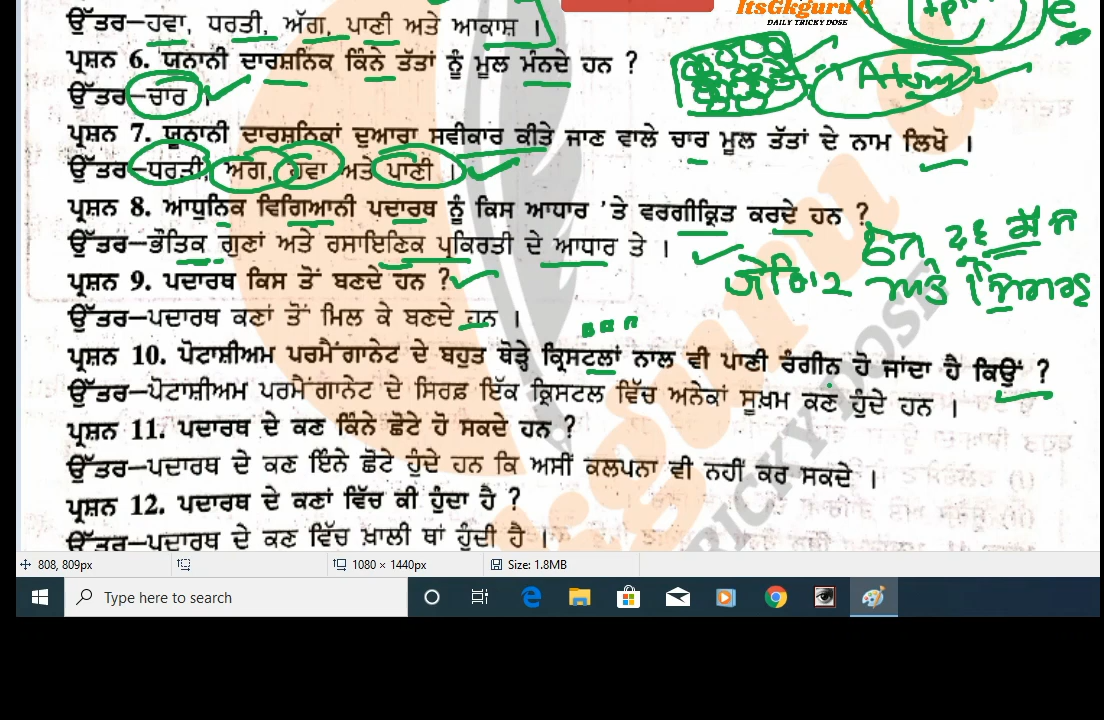 ItsGkguru C
DAILY TRICKY DOSE
ਉੱਤਰ—ਹਵਾ, ਧਰਤੀ, ਅੱਗ, ਪਾਣੀ ਅਤੇ ਆਕਾਸ਼ ।
ਪ੍ਰਸ਼ਨ 6. ਯੂਨਾਨੀ ਦਾਰਸ਼ਨਿਕ ਕਿੰਨੇ ਤੱਤਾਂ ਨੂੰ ਮੂਲ ਮੰਨਦੇ ਹਨ ?
ਉੱਤਰ—ਚਾਰ ।
Atom
ਪ੍ਰਸ਼ਨ 7. ਯੂਨਾਨੀ ਦਾਰਸ਼ਨਿਕਾਂ ਦੁਆਰਾ ਸਵੀਕਾਰ ਕੀਤੇ ਜਾਣ ਵਾਲੇ ਚਾਰ ਮੂਲ ਤੱਤਾਂ ਦੇ ਨਾਮ ਲਿਖੋ ।
ਉੱਤਰ—ਧਰਤੀ, ਅੱਗ, ਹਵਾ ਅਤੇ ਪਾਣੀ ।
ਪ੍ਰਸ਼ਨ 8. ਆਧੁਨਿਕ ਵਿਗਿਆਨੀ ਪਦਾਰਥ ਨੂੰ ਕਿਸ ਆਧਾਰ 'ਤੇ ਵਰਗੀਕ੍ਰਿਤ ਕਰਦੇ ਹਨ ?
ਉੱਤਰ—ਭੌਤਿਕ ਗੁਣਾਂ ਅਤੇ ਰਸਾਇਣਿਕ ਪ੍ਰਕਿਰਤੀ ਦੇ ਆਧਾਰ ਤੇ ।
ਠੋਸ, ਦ੍ਰਵ ਗੈਸ
ਯੋਗਿਕ ਅਤੇ ਮਿਸ਼ਰਣ
ਪ੍ਰਸ਼ਨ 9. ਪਦਾਰਥ ਕਿਸ ਤੋਂ ਬਣਦੇ ਹਨ ?
ਉੱਤਰ—ਪਦਾਰਥ ਕਣਾਂ ਤੋਂ ਮਿਲ ਕੇ ਬਣਦੇ ਹਨ ।
ਪ੍ਰਸ਼ਨ 10. ਪੋਟਾਸ਼ੀਅਮ ਪਰਮੈਂਗਾਨੇਟ ਦੇ ਬਹੁਤ ਥੋੜ੍ਹੇ ਕ੍ਰਿਸਟਲਾਂ ਨਾਲ ਵੀ ਪਾਣੀ ਰੰਗੀਨ ਹੋ ਜਾਂਦਾ ਹੈ ਕਿਉਂ ?
ਉੱਤਰ—ਪੋਟਾਸ਼ੀਅਮ ਪਰਮੈਂਗਾਨੇਟ ਦੇ ਸਿਰਫ਼ ਇੱਕ ਕ੍ਰਿਸਟਲ ਵਿੱਚ ਅਨੇਕਾਂ ਸੂਖ਼ਮ ਕਣ ਹੁੰਦੇ ਹਨ ।
ਪ੍ਰਸ਼ਨ 11. ਪਦਾਰਥ ਦੇ ਕਣ ਕਿੰਨੇ ਛੋਟੇ ਹੋ ਸਕਦੇ ਹਨ ?
ਉੱਤਰ—ਪਦਾਰਥ ਦੇ ਕਣ ਇੰਨੇ ਛੋਟੇ ਹੁੰਦੇ ਹਨ ਕਿ ਅਸੀਂ ਕਲਪਨਾ ਵੀ ਨਹੀਂ ਕਰ ਸਕਦੇ ।
ਪ੍ਰਸ਼ਨ 12. ਪਦਾਰਥ ਦੇ ਕਣਾਂ ਵਿੱਚ ਕੀ ਹੁੰਦਾ ਹੈ ?
ਉੱਤਰ—ਪਦਾਰਥ ਦੇ ਕਣ ਵਿੱਚ ਖ਼ਾਲੀ ਥਾਂ ਹੁੰਦੀ ਹੈ ।
808, 809px
1080 × 1440px
Size: 1.8MB
Type here to search